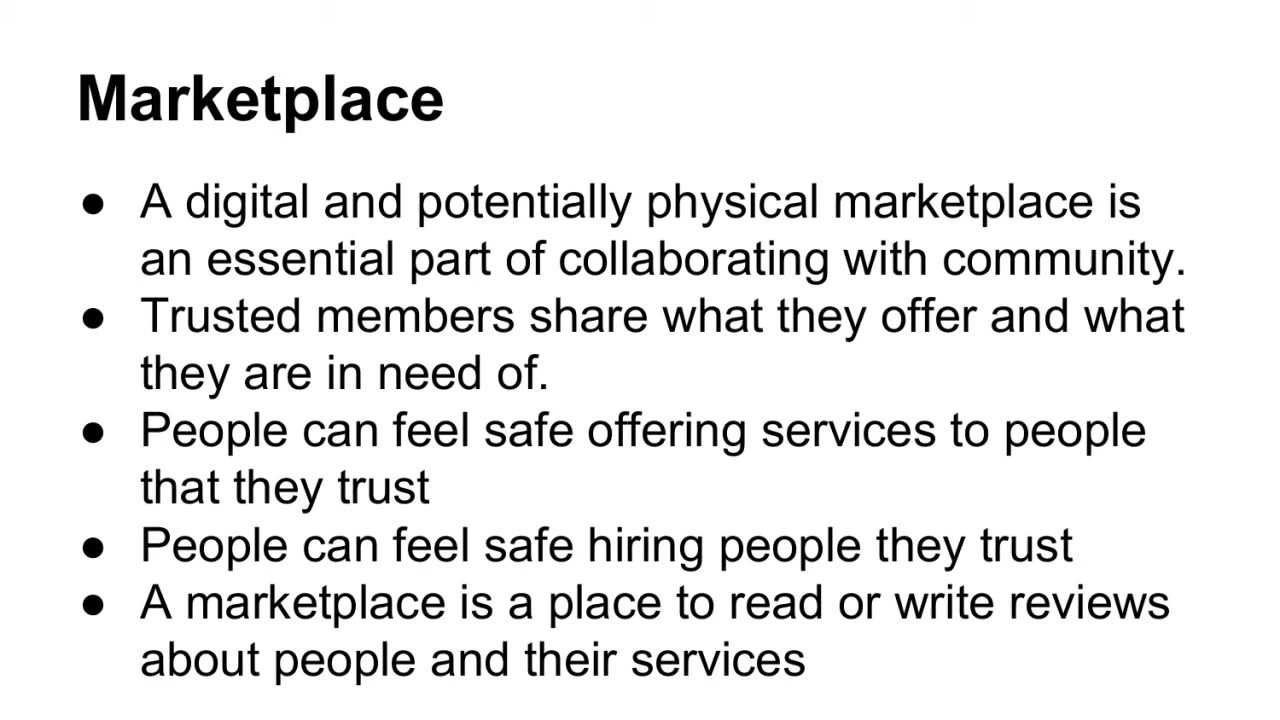 Marketplace
● A digital and potentially physical marketplace is
an essential part of collaborating with community.
● Trusted members share what they offer and what
they are in need of.
● People can feel safe offering services to people
that they trust
● People can feel safe hiring people they trust
● A marketplace is a place to read or write reviews
about people and their services